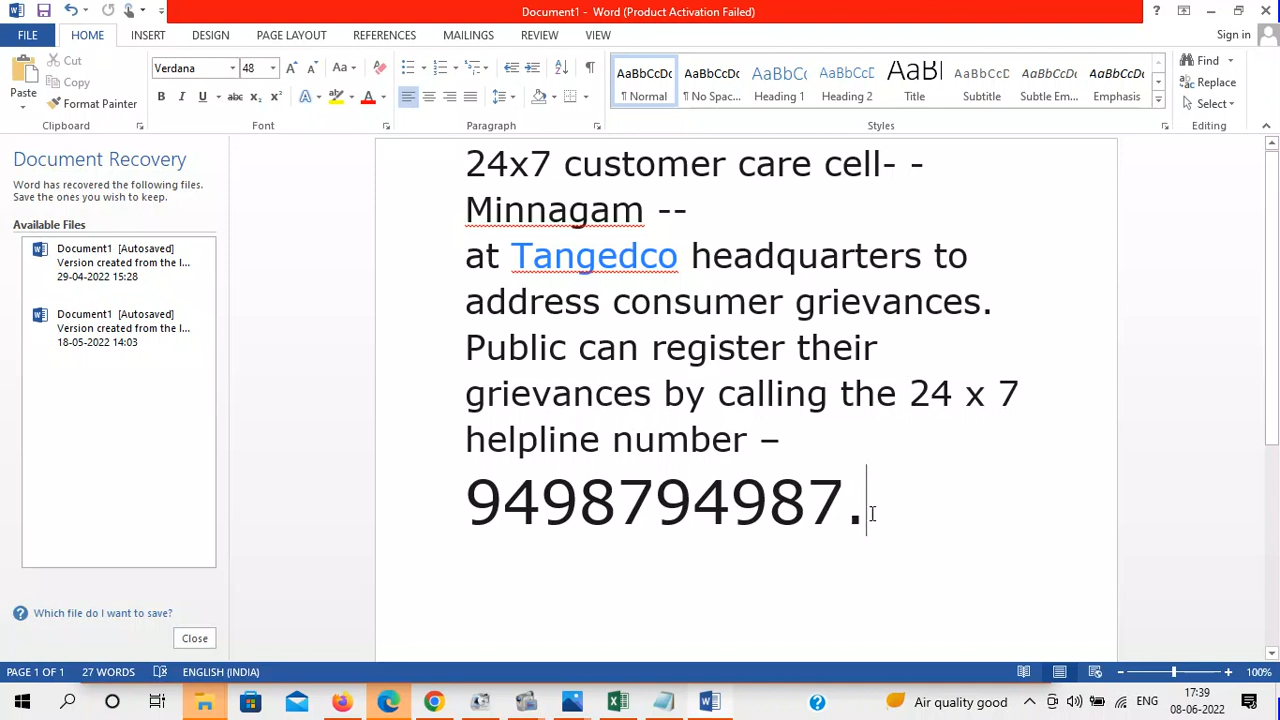 Document1 - Word (Product Activation Failed)
FILE HOME INSERT DESIGN PAGE LAYOUT REFERENCES MAILINGS REVIEW VIEW Sign in
Paste
Cut
Copy
Format Painter
Clipboard
Verdana 48
Font
Paragraph
AaBbCcDc AaBbCcDc AaBbCc AaBbCcDc AaBl AaBbCcDc AaBbCcDc AaBbCcDc
¶ Normal ¶ No Spac... Heading 1 Heading 2 Title Subtitle Subtle Em... Emphasis
Styles
Find
Replace
Select
Editing
Document Recovery
Word has recovered the following files.
Save the ones you wish to keep.
Available Files
Document1 [Autosaved]
Version created from the l...
29-04-2022 15:28
Document1 [Autosaved]
Version created from the l...
18-05-2022 14:03
Which file do I want to save?
Close
24x7 customer care cell- -
Minnagam --
at Tangedco headquarters to
address consumer grievances.
Public can register their
grievances by calling the 24 x 7
helpline number –
9498794987.
PAGE 1 OF 1 27 WORDS ENGLISH (INDIA) 100%
Air quality good ENG 17:39
08-06-2022